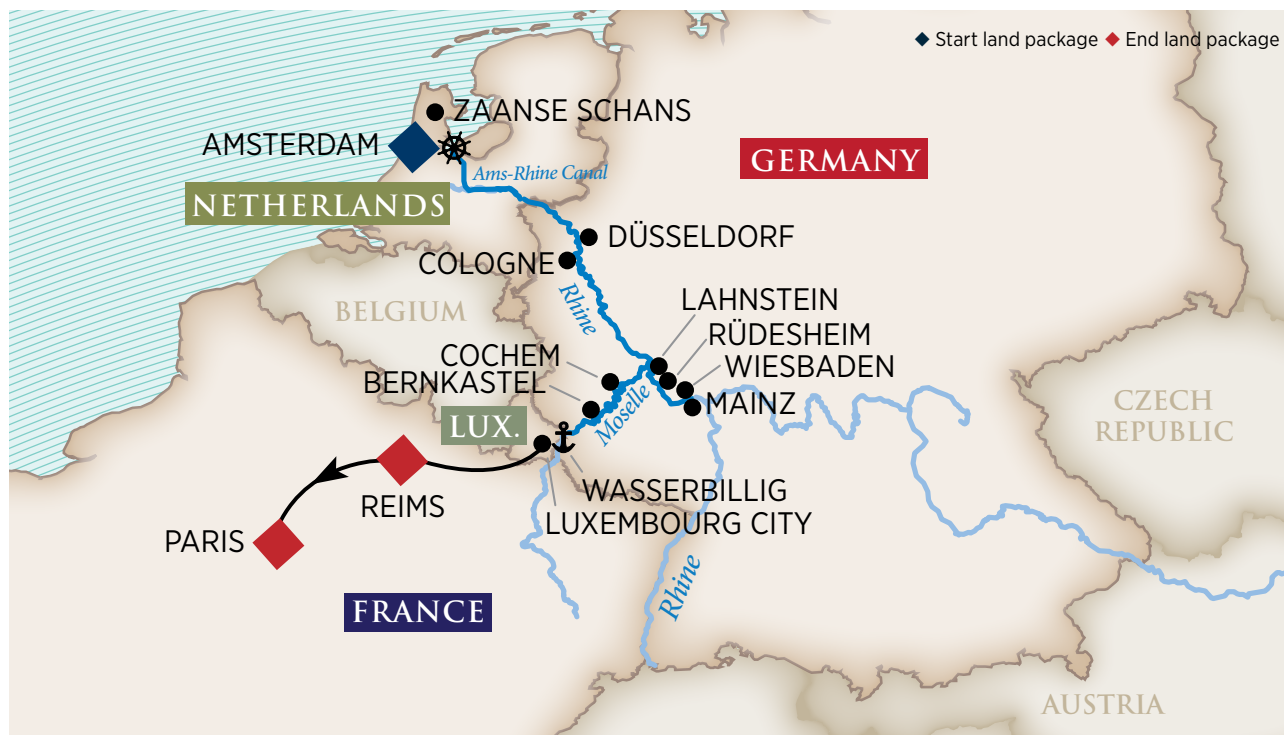 ◆ Start land package ◆ End land package
ZAANSE SCHANS
AMSTERDAM
Ams-Rhine Canal
GERMANY
NETHERLANDS
DÜSSELDORF
COLOGNE
Rhine
BELGIUM
LAHNSTEIN
RÜDESHEIM
COCHEM
WIESBADEN
BERNKASTEL
MAINZ
Moselle
CZECH
REPUBLIC
LUX.
WASSERBILLIG
REIMS
LUXEMBOURG CITY
PARIS
Rhine
FRANCE
AUSTRIA